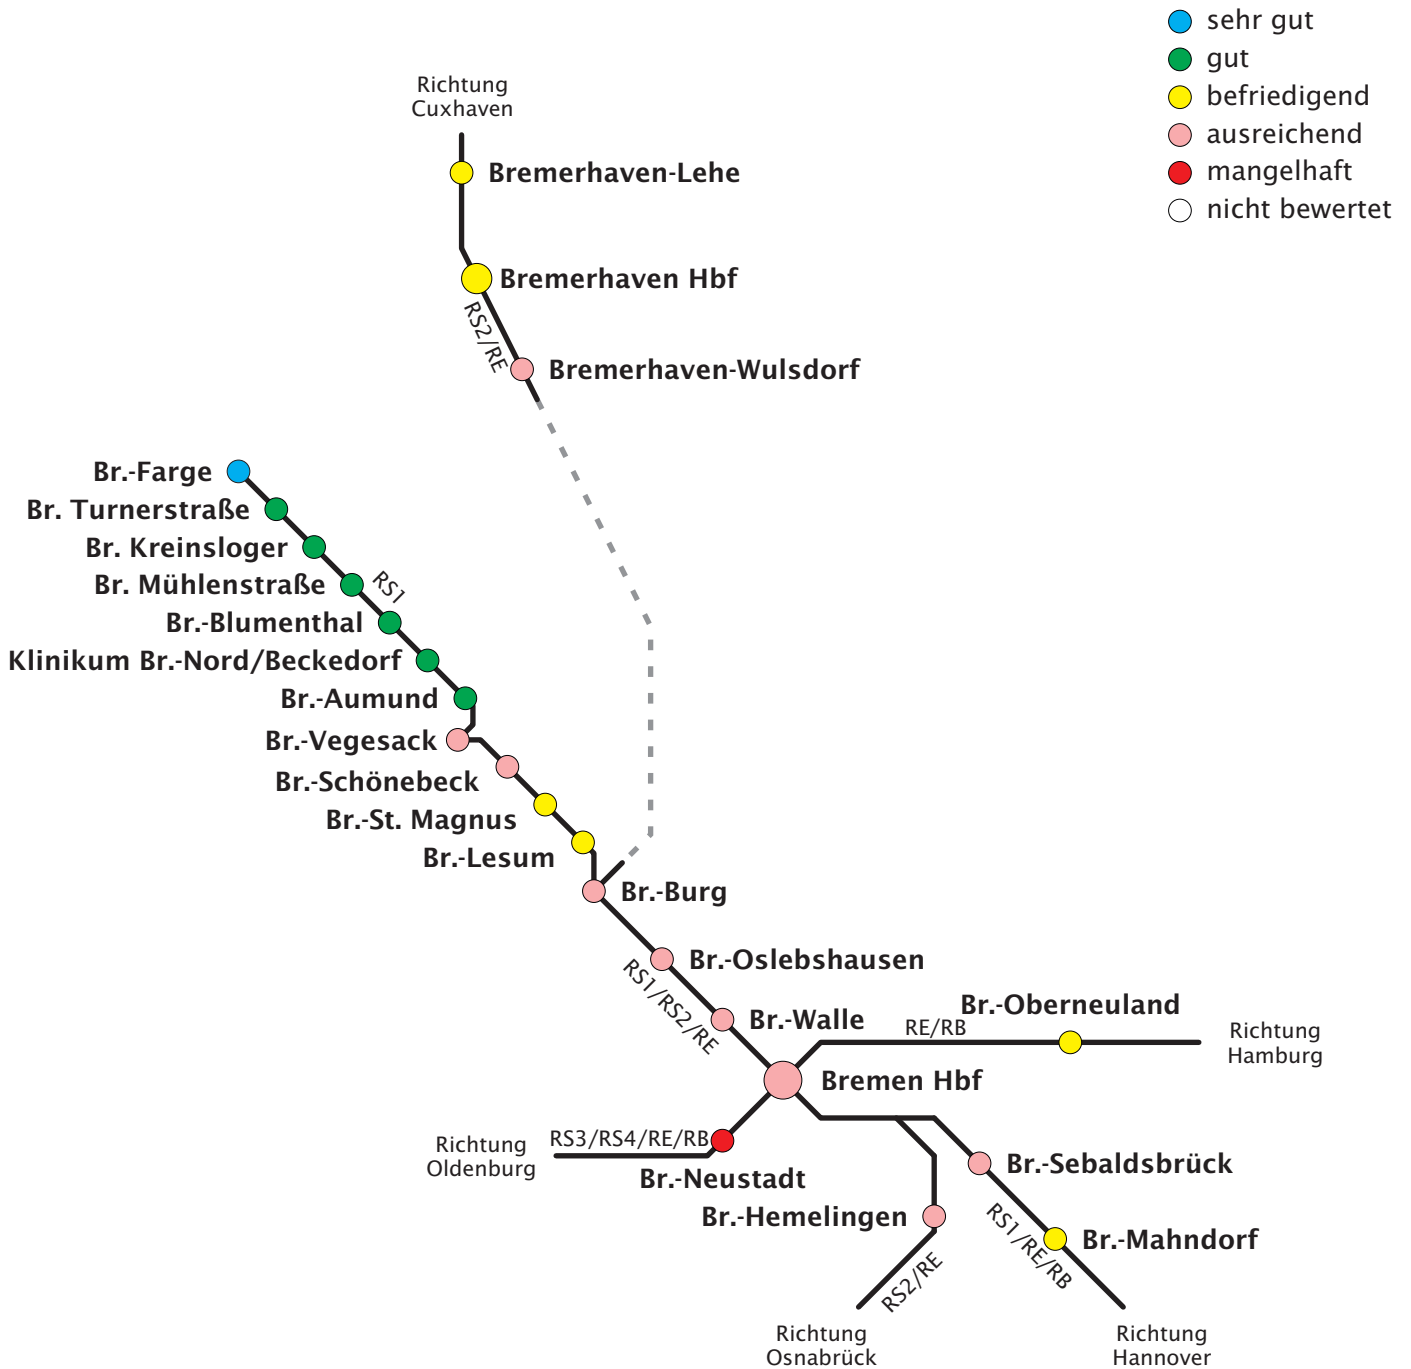 sehr gut
gut
befriedigend
ausreichend
mangelhaft
nicht bewertet
Richtung
Cuxhaven
Bremerhaven-Lehe
Bremerhaven Hbf
RS2/RE
Bremerhaven-Wulsdorf
Br.-Farge
Br. Turnerstraße
Br. Kreinsloger
Br. Mühlenstraße
RS1
Br.-Blumenthal
Klinikum Br.-Nord/Beckedorf
Br.-Aumund
Br.-Vegesack
Br.-Schönebeck
Br.-St. Magnus
Br.-Lesum
Br.-Burg
Br.-Oslebshausen
RS1/RS2/RE
Br.-Walle
Br.-Oberneuland
RE/RB
Richtung
Hamburg
Bremen Hbf
RS3/RS4/RE/RB
Richtung
Oldenburg
Br.-Neustadt
Br.-Sebaldsbrück
Br.-Hemelingen
RS1/RE/RB
Br.-Mahndorf
RS2/RE
Richtung
Osnabrück
Richtung
Hannover